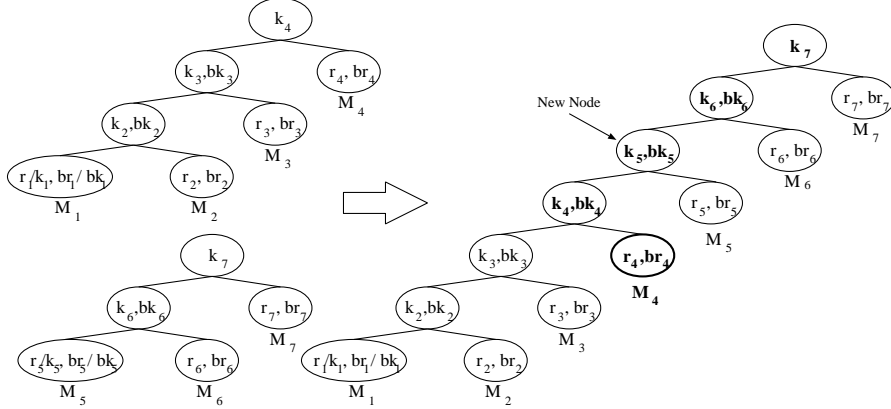 k4
k3,bk3
r4, br4
M4
k2,bk2
r3, br3
M3
r1/k1, br1/ bk1
r2, br2
M1
M2
k7
k6,bk6
r7, br7
M7
r5/k5, br5/ bk5
r6, br6
M5
M6
k7
New Node
k6,bk6
r7, br7
M7
k5,bk5
r6, br6
M6
k4,bk4
r5, br5
M5
k3,bk3
r4,br4
M4
k2,bk2
r3, br3
M3
r1/k1, br1/ bk1
r2, br2
M1
M2